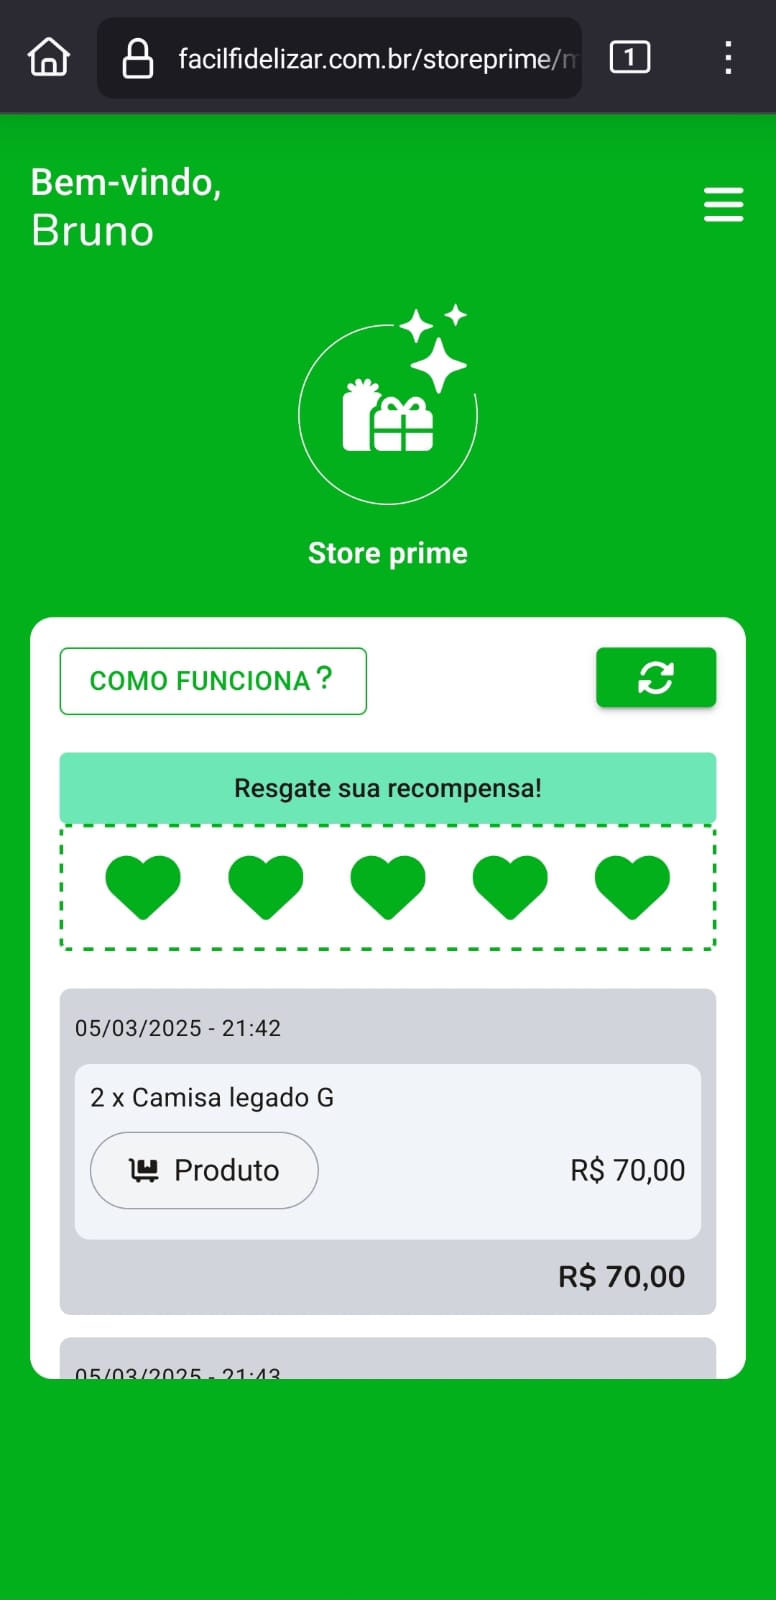 facilfidelizar.com.br/storeprime/m
1
Bem-vindo,
Bruno
Store prime
COMO FUNCIONA?
Resgate sua recompensa!
05/03/2025 - 21:42
2 x Camisa legado G
Produto
R$ 70,00
R$ 70,00
05/03/2025 - 21:43